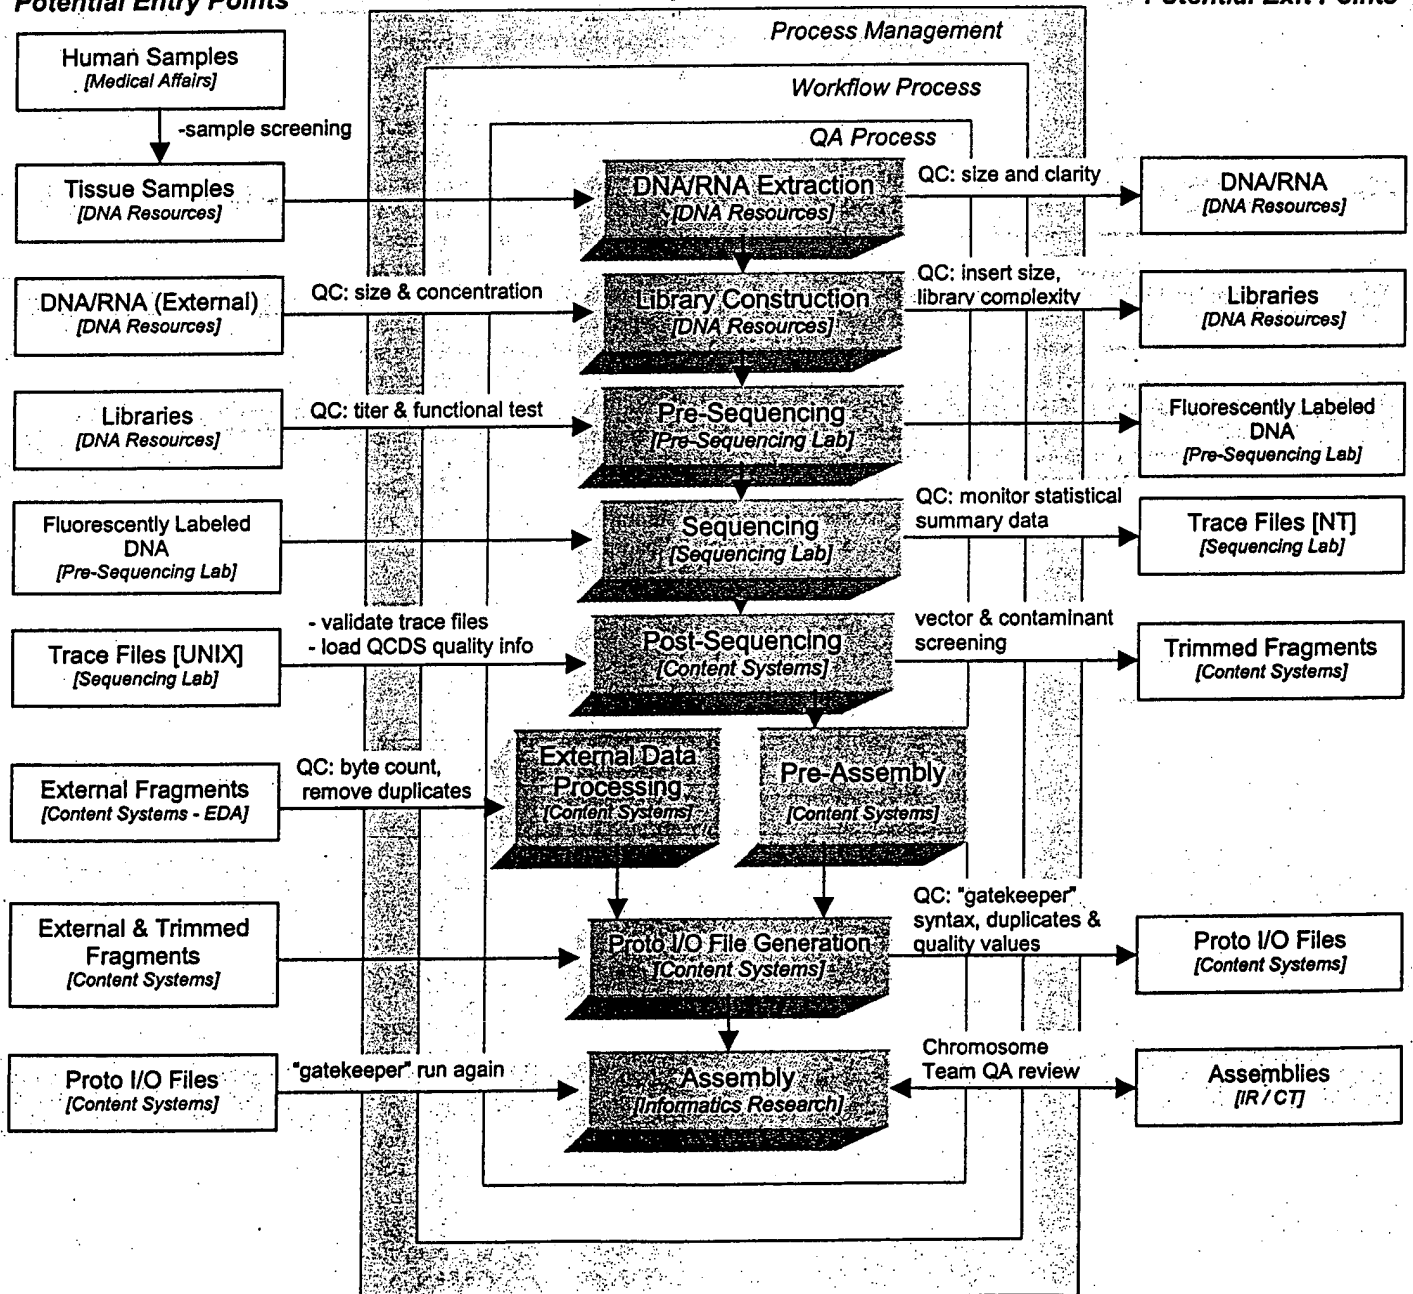 Potential Entry Points
Potential Exit Points
Process Management
Workflow Process
QA Process
Human Samples
[Medical Affairs]
-sample screening
Tissue Samples
[DNA Resources]
DNA/RNA Extraction
[DNA Resources]
QC: size and clarity
DNA/RNA
[DNA Resources]
DNA/RNA (External)
[DNA Resources]
QC: size & concentration
Library Construction
[DNA Resources]
QC: insert size,
library complexity
Libraries
[DNA Resources]
Libraries
[DNA Resources]
QC: titer & functional test
Pre-Sequencing
[Pre-Sequencing Lab]
Fluorescently Labeled
DNA
[Pre-Sequencing Lab]
Fluorescently Labeled
DNA
[Pre-Sequencing Lab]
Sequencing
[Sequencing Lab]
QC: monitor statistical
summary data
Trace Files [NT]
[Sequencing Lab]
Trace Files [UNIX]
[Sequencing Lab]
- validate trace files
- load QCDS quality info
Post-Sequencing
[Content Systems]
vector & contaminant
screening
Trimmed Fragments
[Content Systems]
External Fragments
[Content Systems - EDA]
QC: byte count,
remove duplicates
External Data
Processing
[Content Systems]
Pre-Assembly
[Content Systems]
External & Trimmed
Fragments
[Content Systems]
Proto I/O File Generation
[Content Systems]
QC: "gatekeeper"
syntax, duplicates &
quality values
Proto I/O Files
[Content Systems]
Proto I/O Files
[Content Systems]
"gatekeeper" run again
Assembly
[Informatics Research]
Chromosome
Team QA review
Assemblies
[IR / CT]